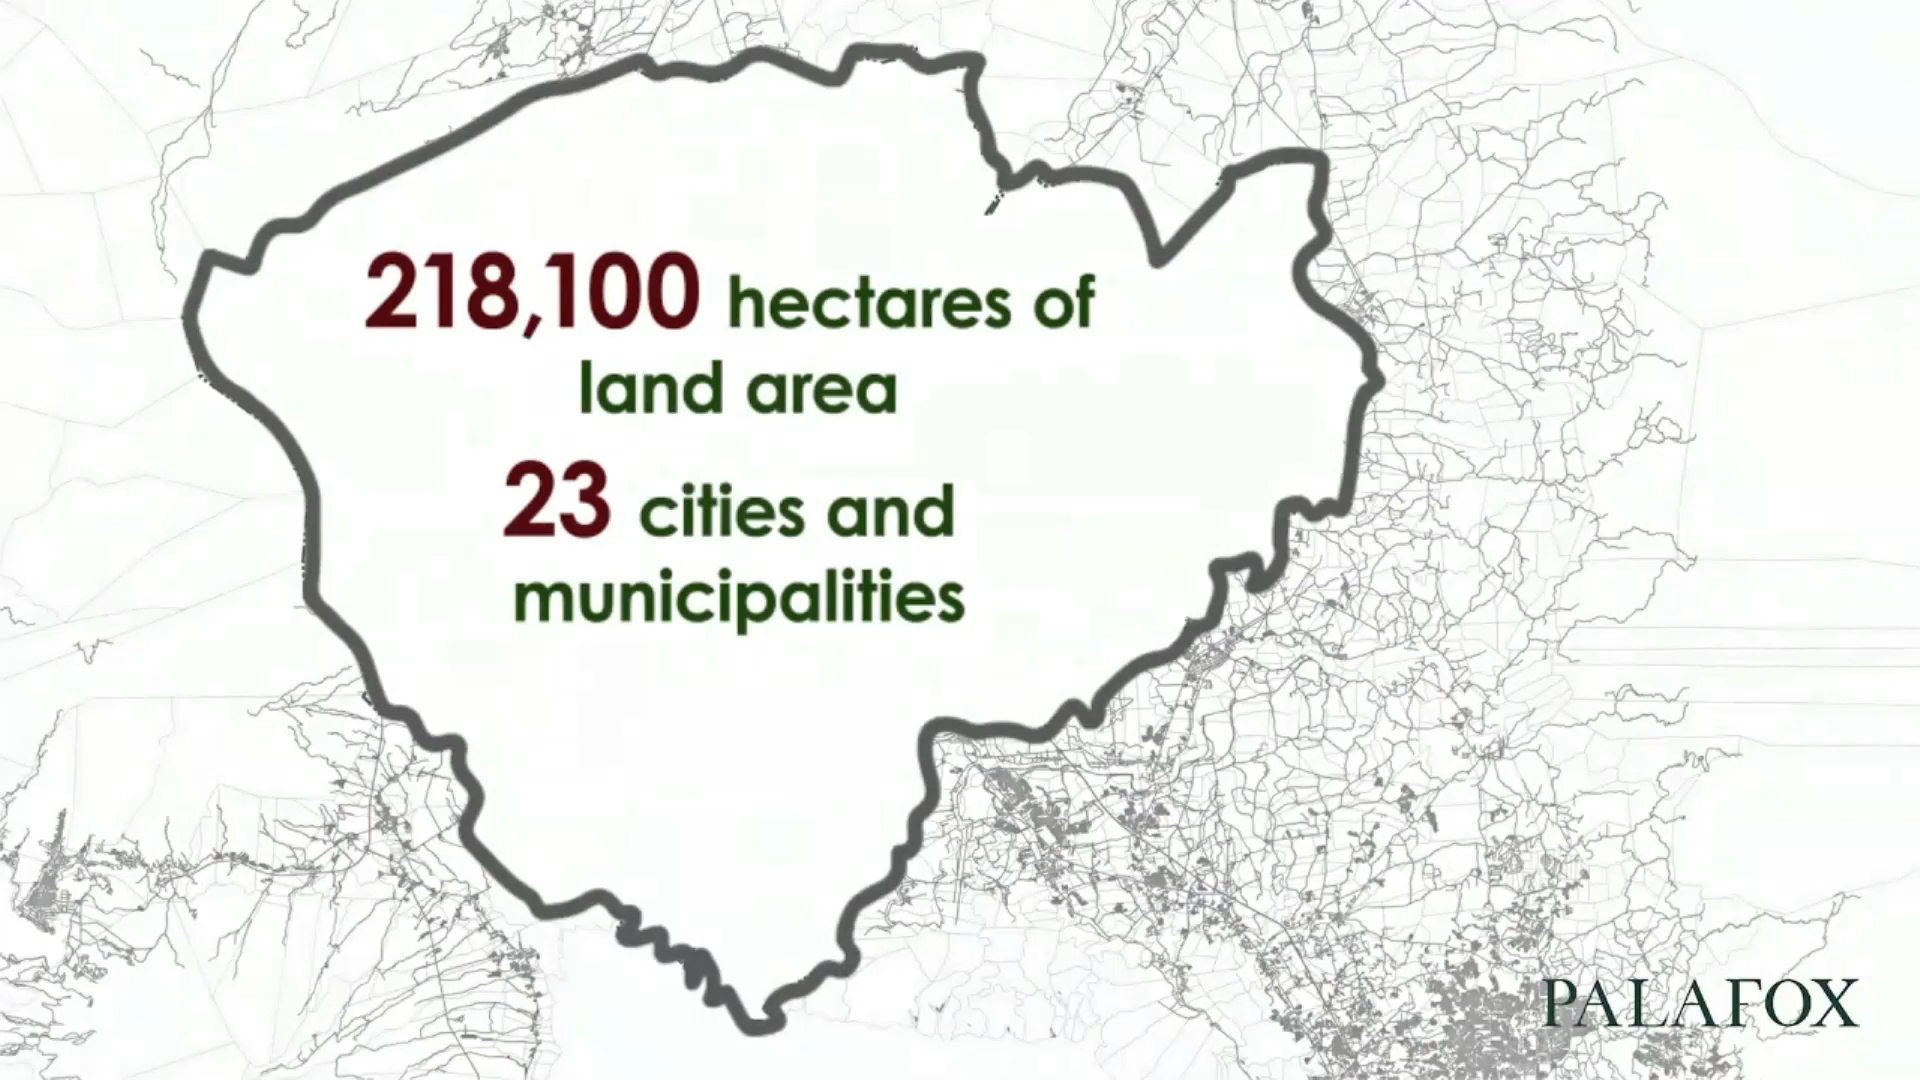 218,100 hectares of
land area
23 cities and
municipalities
PALAFOX